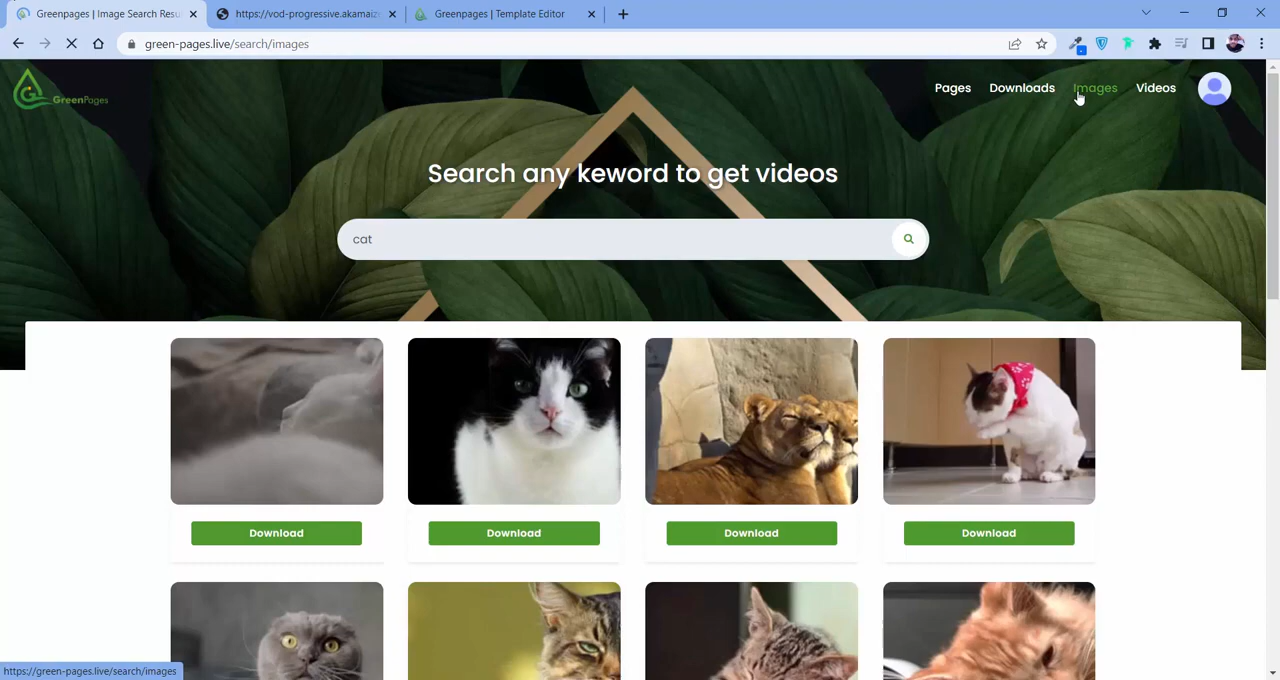 Greenpages | Image Search Resu
https://vod-progressive.akamaiz
Greenpages | Template Editor
green-pages.live/search/images
GreenPages
Pages
Downloads
Images
Videos
Search any keword to get videos
cat
Download
Download
Download
Download
https://green-pages.live/search/images